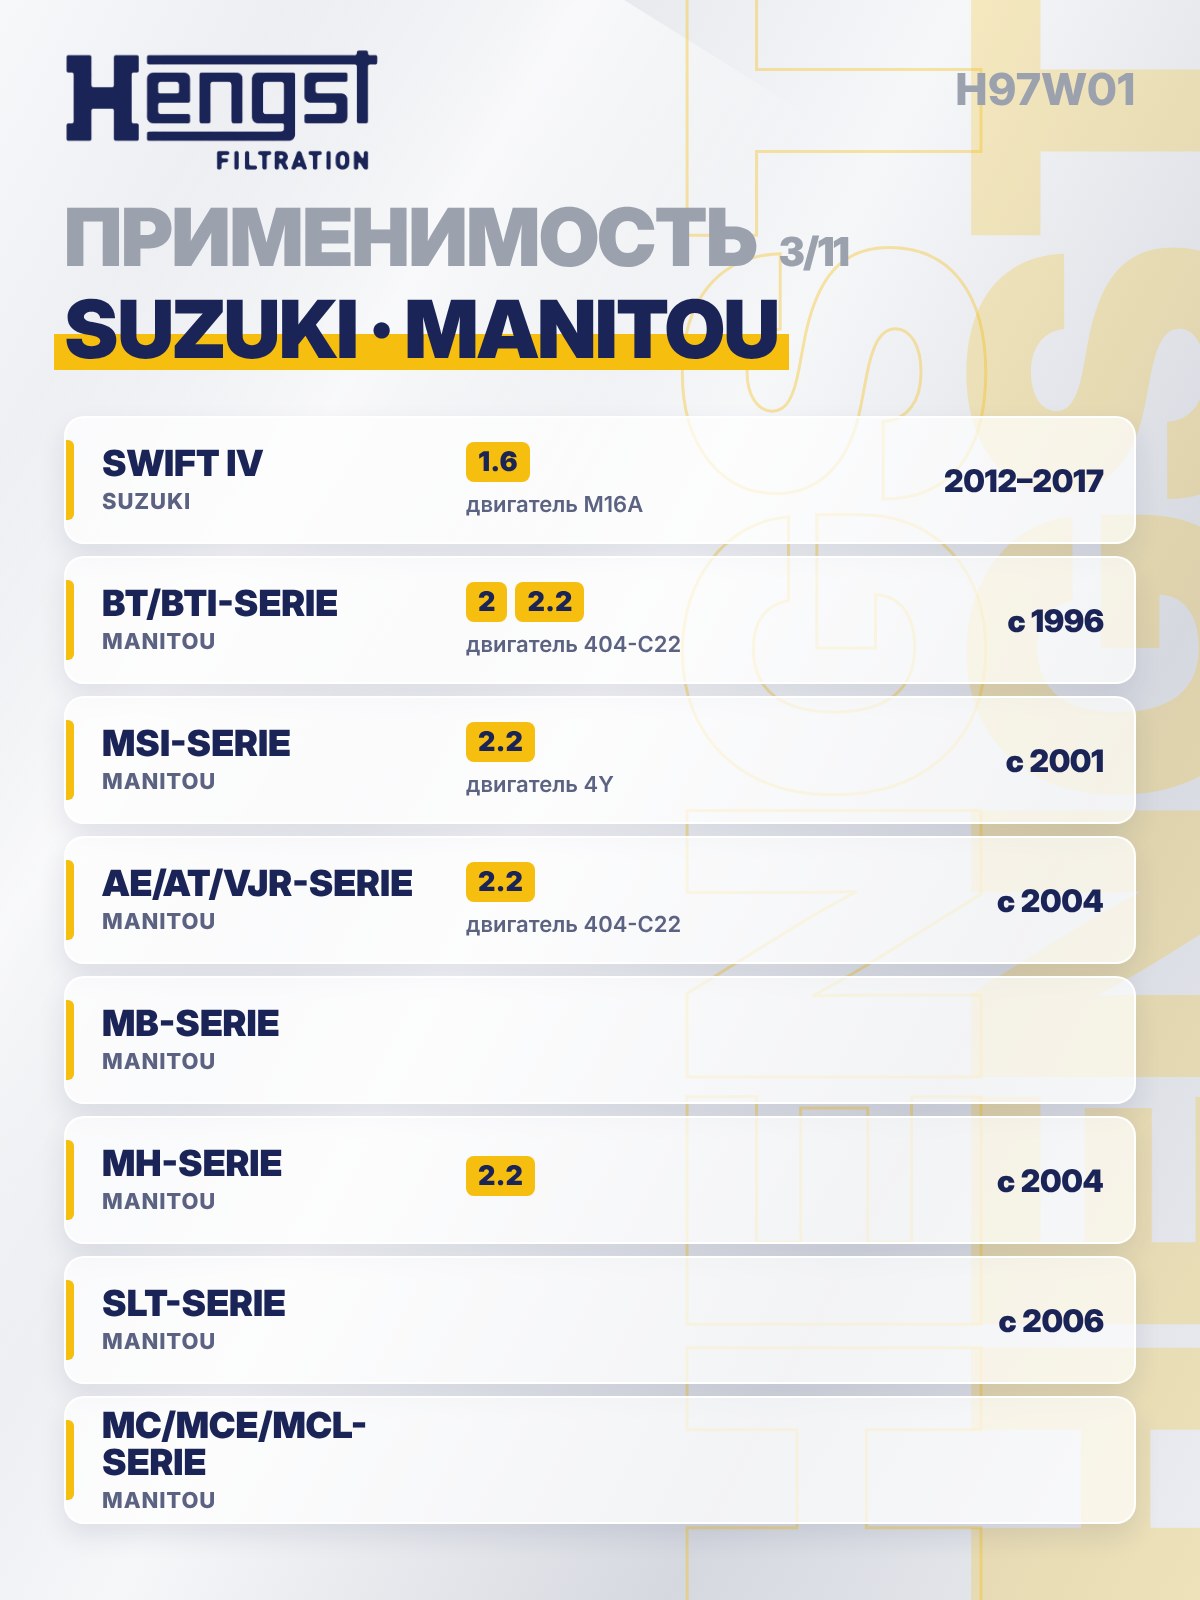 Hengst
FILTRATION
H97W01
ПРИМЕНИМОСТЬ 3/11
SUZUKI · MANITOU
SWIFT IV
SUZUKI
1.6
двигатель M16A
2012–2017
BT/BTI-SERIE
MANITOU
2 2.2
двигатель 404-C22
с 1996
MSI-SERIE
MANITOU
2.2
двигатель 4Y
с 2001
AE/AT/VJR-SERIE
MANITOU
2.2
двигатель 404-C22
с 2004
MB-SERIE
MANITOU
MH-SERIE
MANITOU
2.2
с 2004
SLT-SERIE
MANITOU
с 2006
MC/MCE/MCL-
SERIE
MANITOU
HENGST
HENGST